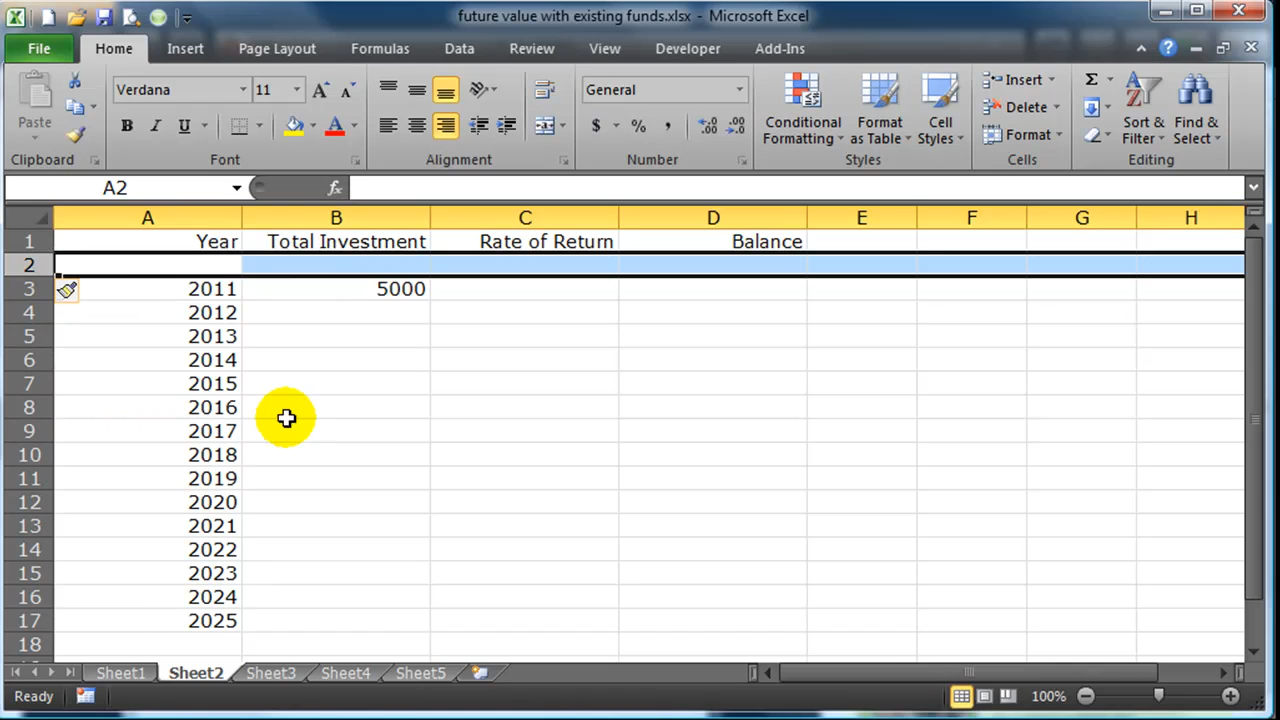 future value with existing funds.xlsx - Microsoft Excel
File Home Insert Page Layout Formulas Data Review View Developer Add-Ins
Paste
Verdana 11
B I U A
General
$ % ,
Conditional Formatting
Format as Table
Cell Styles
Insert
Delete
Format
Sort & Filter
Find & Select
Clipboard Font Alignment Number Styles Cells Editing
A2 fx
A B C D E F G H
1 Year Total Investment Rate of Return Balance
2
3 2011 5000
4 2012
5 2013
6 2014
7 2015
8 2016
9 2017
10 2018
11 2019
12 2020
13 2021
14 2022
15 2023
16 2024
17 2025
18
Sheet1 Sheet2 Sheet3 Sheet4 Sheet5
Ready 100%